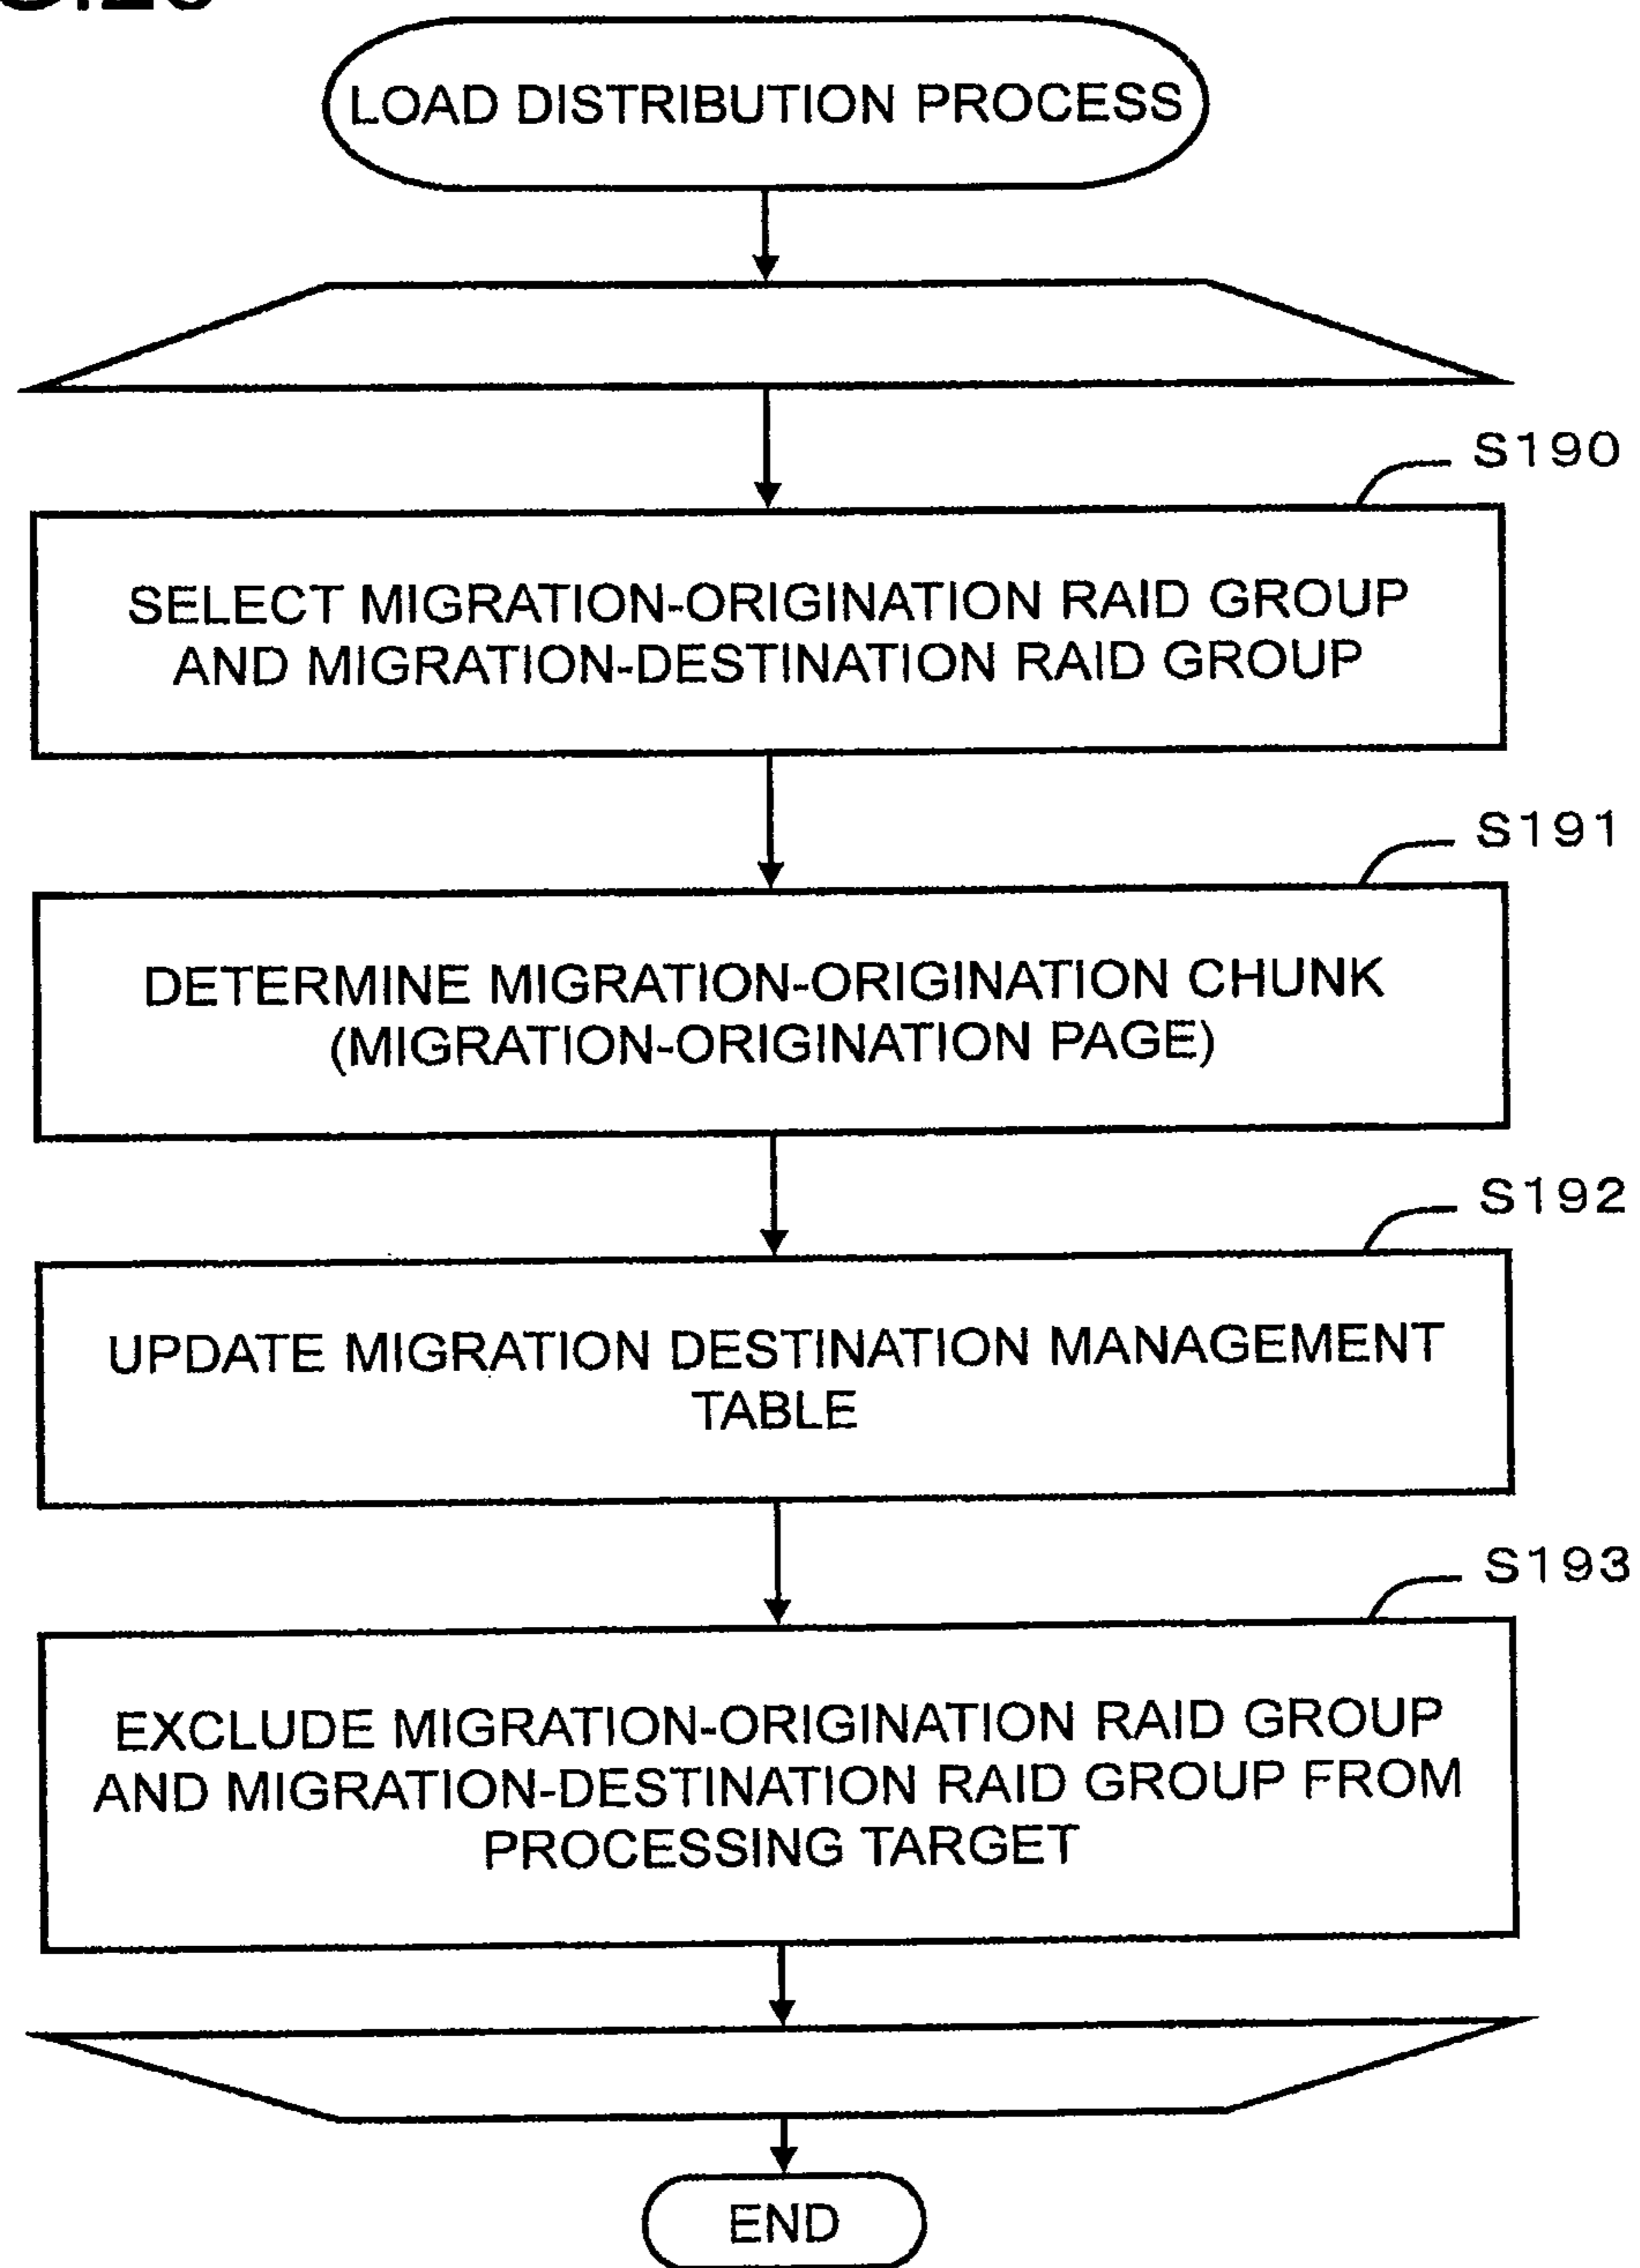 LOAD DISTRIBUTION PROCESS
S190
SELECT MIGRATION-ORIGINATION RAID GROUP
AND MIGRATION-DESTINATION RAID GROUP
S191
DETERMINE MIGRATION-ORIGINATION CHUNK
(MIGRATION-ORIGINATION PAGE)
S192
UPDATE MIGRATION DESTINATION MANAGEMENT
TABLE
S193
EXCLUDE MIGRATION-ORIGINATION RAID GROUP
AND MIGRATION-DESTINATION RAID GROUP FROM
PROCESSING TARGET
END